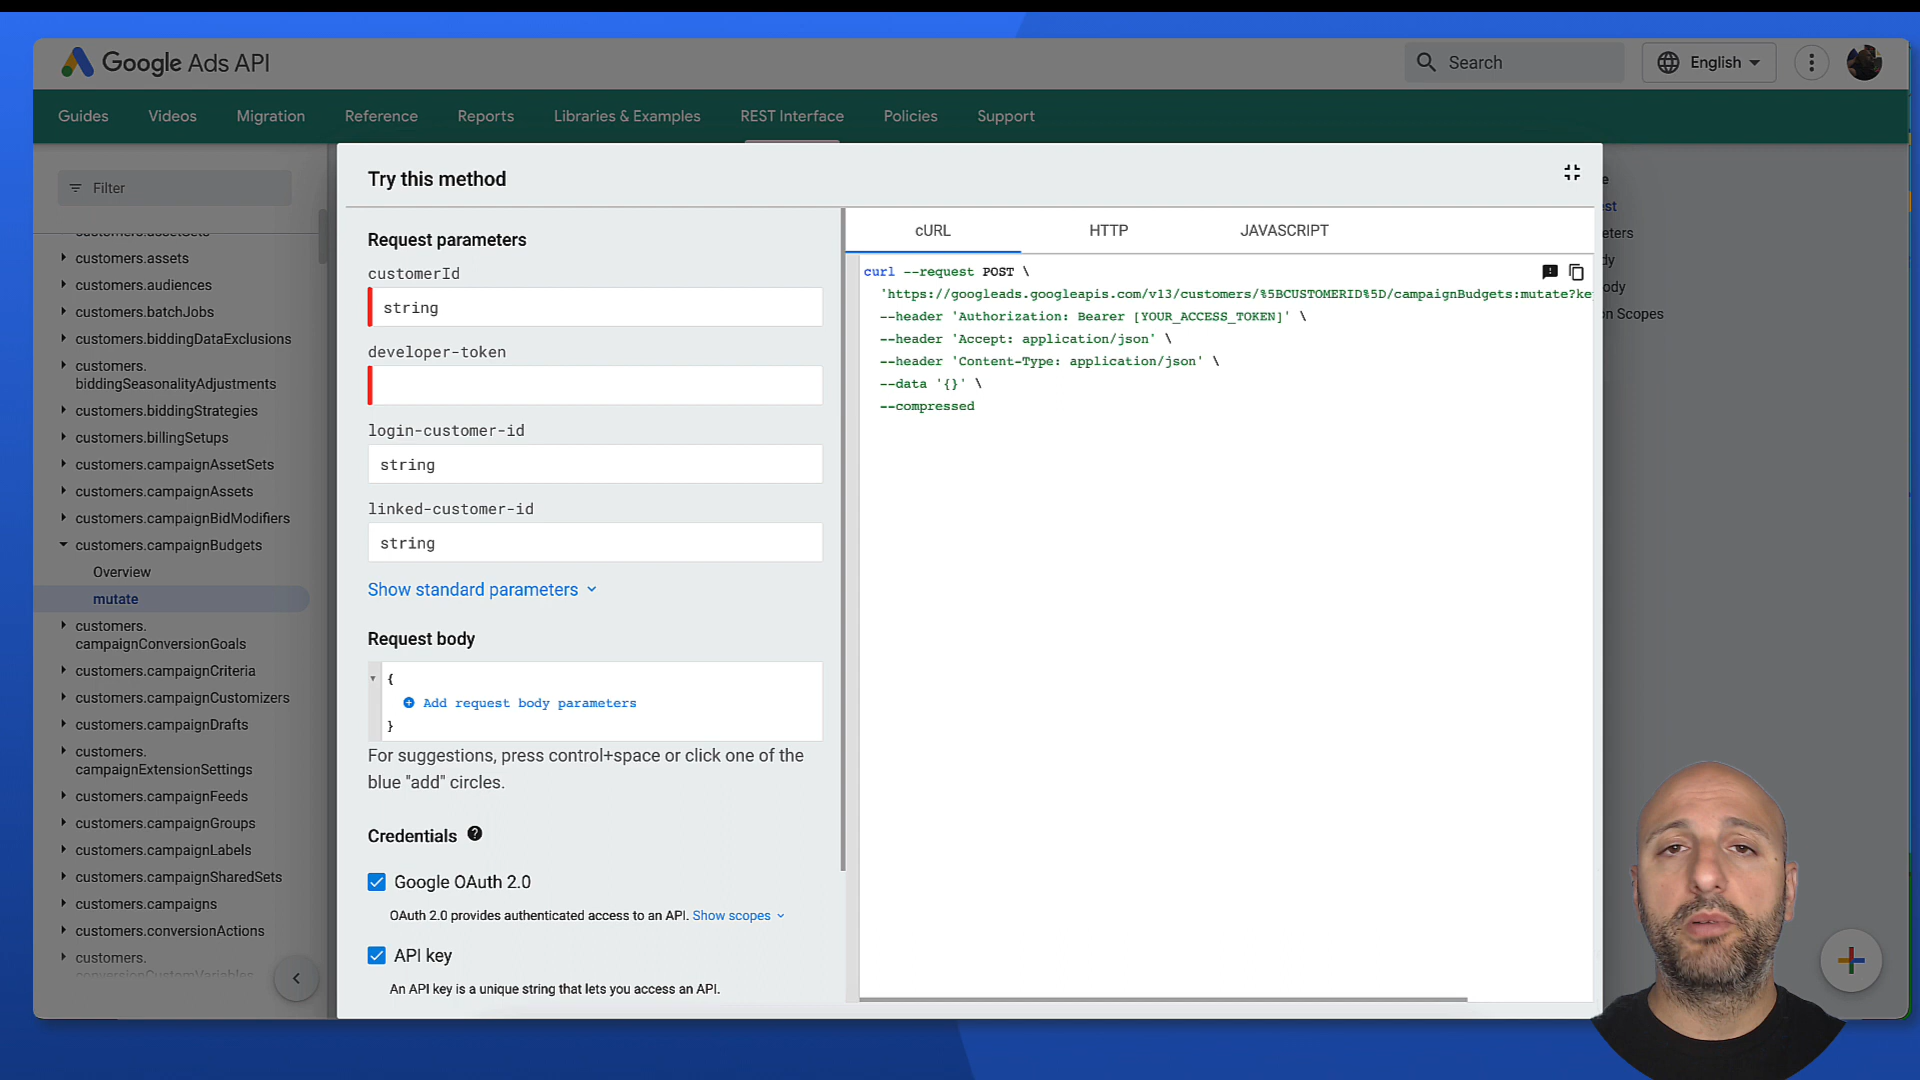 Google Ads API
Search
English
Guides
Videos
Migration
Reference
Reports
Libraries & Examples
REST Interface
Policies
Support
Filter
customers.assets
customers.audiences
customers.batchJobs
customers.biddingDataExclusions
customers.
biddingSeasonalityAdjustments
customers.biddingStrategies
customers.billingSetups
customers.campaignAssetSets
customers.campaignAssets
customers.campaignBidModifiers
customers.campaignBudgets
Overview
mutate
customers.
campaignConversionGoals
customers.campaignCriteria
customers.campaignCustomizers
customers.campaignDrafts
customers.
campaignExtensionSettings
customers.campaignFeeds
customers.campaignGroups
customers.campaignLabels
customers.campaignSharedSets
customers.campaigns
customers.conversionActions
customers.
conversionCustomVariables
Try this method
Request parameters
customerId
string
developer-token
login-customer-id
string
linked-customer-id
string
Show standard parameters
Request body
{
Add request body parameters
}
For suggestions, press control+space or click one of the
blue "add" circles.
Credentials
Google OAuth 2.0
OAuth 2.0 provides authenticated access to an API. Show scopes
API key
An API key is a unique string that lets you access an API.
cURL
HTTP
JAVASCRIPT
curl --request POST \
'https://googleads.googleapis.com/v13/customers/%5BCUSTOMERID%5D/campaignBudgets:mutate?ke
--header 'Authorization: Bearer [YOUR_ACCESS_TOKEN]' \
--header 'Accept: application/json' \
--header 'Content-Type: application/json' \
--data '{}' \
--compressed
e
est
eters
dy
ody
on Scopes